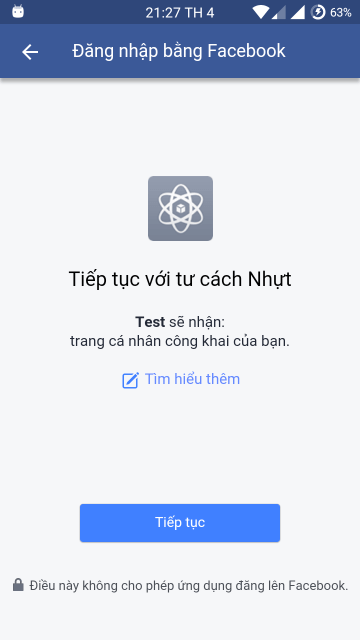 21:27 TH 4
63%
Đăng nhập bằng Facebook
Tiếp tục với tư cách Nhựt
Test sẽ nhận:
trang cá nhân công khai của bạn.
Tìm hiểu thêm
Tiếp tục
Điều này không cho phép ứng dụng đăng lên Facebook.